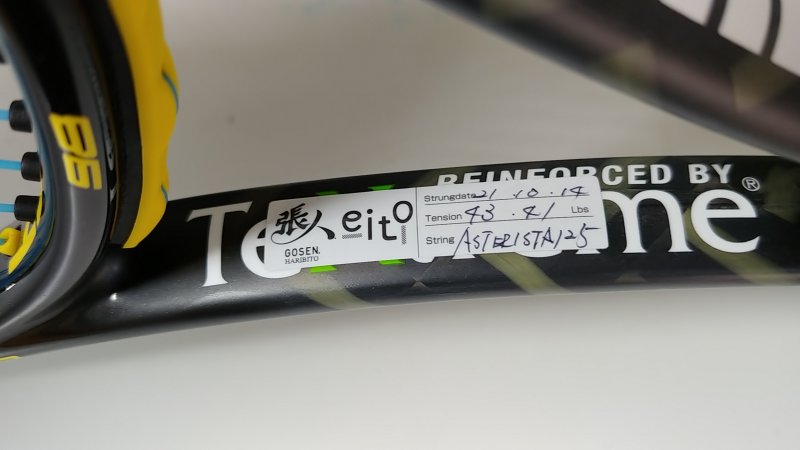 85
REINFORCED BY
Te me®
張人 eito
GOSEN.
HARIBITO
Strungdate 21.10.14
Tension 43.41 Lbs
String ASTERISTA125